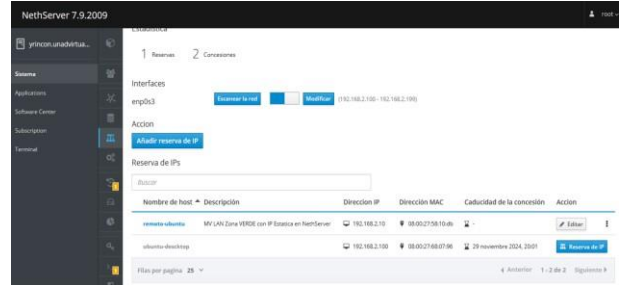 NethServer 7.9.2009
root
yrincon.unadvirtua...
Estadistica
1 Reservas 2 Concesiones
Sistema
Applications
Software Center
Subscription
Terminal
Interfaces
enp0s3 Escanear la red Modificar (192.168.2.100 - 192.168.2.199)
Accion
Añadir reserva de IP
Reserva de IPs
Buscar
Nombre de host Descripción Direccion IP Dirección MAC Caducidad de la concesión Accion
remoto-ubuntu MV LAN Zona VERDE con IP Estatica en NethServer 192.168.2.10 08:00:27:58:10:db - Editar
ubuntu-desktop 192.168.2.100 08:00:27:68:07:96 29 noviembre 2024, 20:01 Reserva de IP
Filas por pagina 25 Anterior 1 - 2 de 2 Siguiente